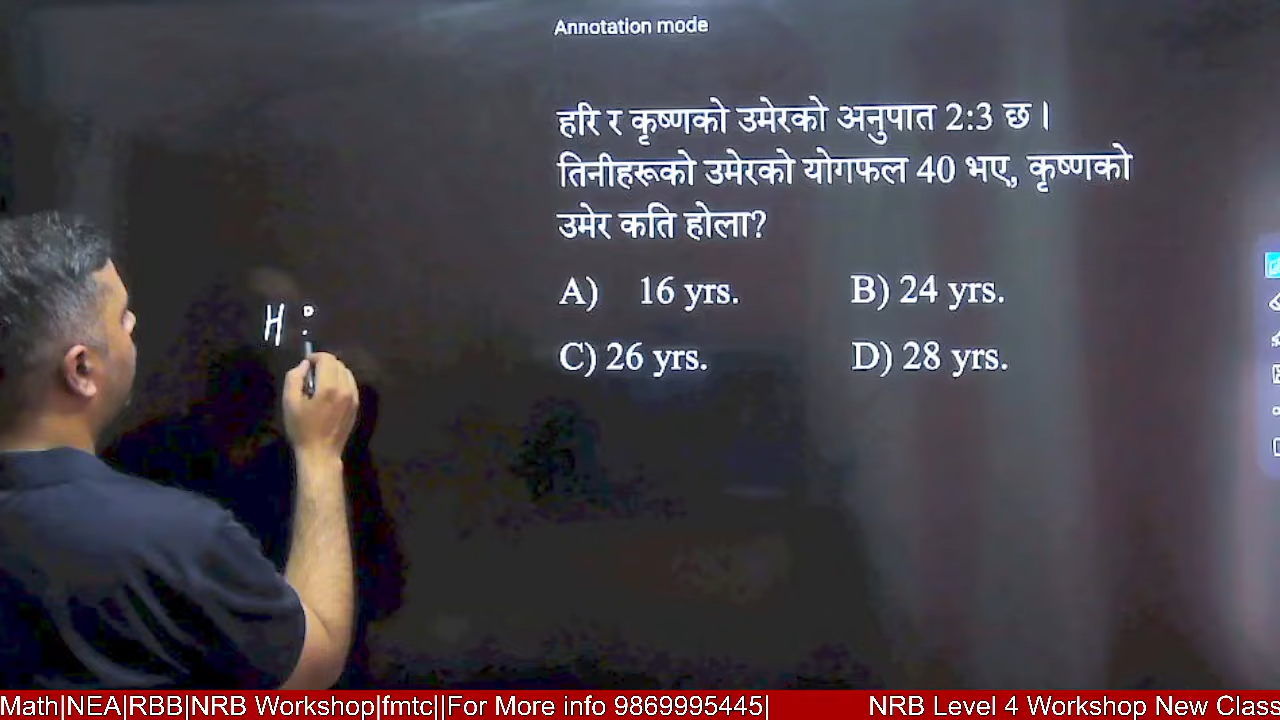 Annotation mode
हरि र कृष्णको उमेरको अनुपात 2:3 छ ।
तिनीहरूको उमेरको योगफल 40 भए, कृष्णको
उमेर कति होला?
A) 16 yrs. B) 24 yrs.
C) 26 yrs. D) 28 yrs.
H :
Math|NEA|RBB|NRB Workshop|fmtc||For More info 9869995445| NRB Level 4 Workshop New Class